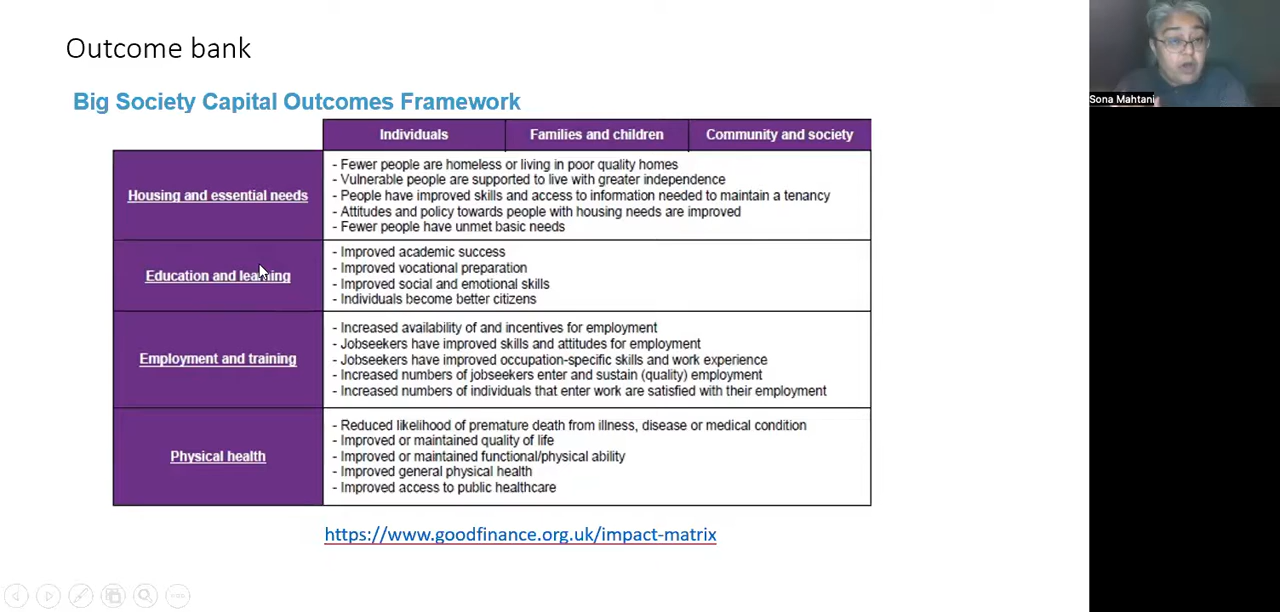 Outcome bank
Big Society Capital Outcomes Framework
Individuals
Families and children
Community and society
Housing and essential needs
- Fewer people are homeless or living in poor quality homes
- Vulnerable people are supported to live with greater independence
- People have improved skills and access to information needed to maintain a tenancy
- Attitudes and policy towards people with housing needs are improved
- Fewer people have unmet basic needs
Education and learning
- Improved academic success
- Improved vocational preparation
- Improved social and emotional skills
- Individuals become better citizens
Employment and training
- Increased availability of and incentives for employment
- Jobseekers have improved skills and attitudes for employment
- Jobseekers have improved occupation-specific skills and work experience
- Increased numbers of jobseekers enter and sustain (quality) employment
- Increased numbers of individuals that enter work are satisfied with their employment
Physical health
- Reduced likelihood of premature death from illness, disease or medical condition
- Improved or maintained quality of life
- Improved or maintained functional/physical ability
- Improved general physical health
- Improved access to public healthcare
https://www.goodfinance.org.uk/impact-matrix
Sona Mahtani